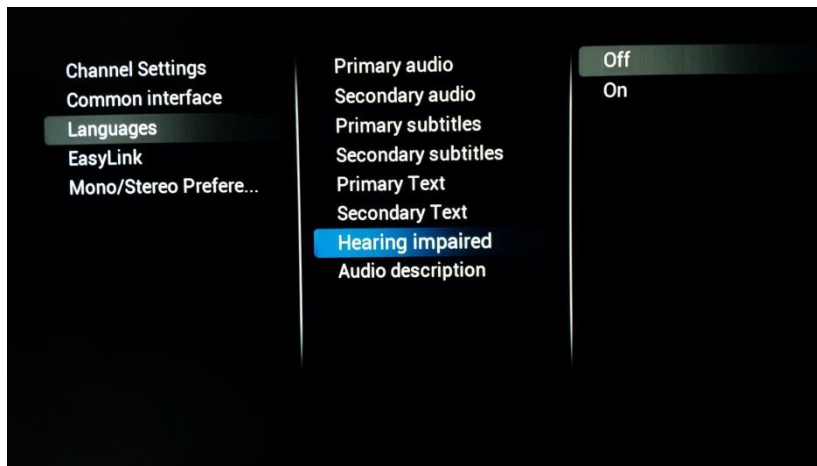 Channel Settings
Common interface
Languages
EasyLink
Mono/Stereo Prefere...
Primary audio
Secondary audio
Primary subtitles
Secondary subtitles
Primary Text
Secondary Text
Hearing impaired
Audio description
Off
On